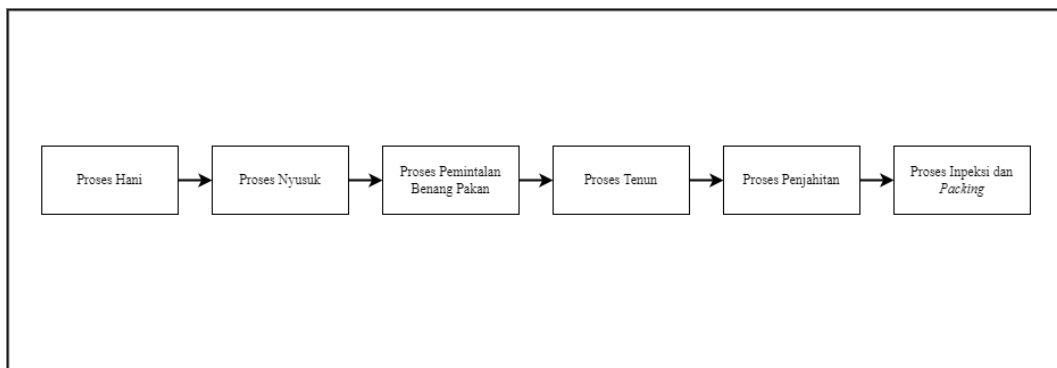 Proses Hani
Proses Nyusuk
Proses Pemintalan
Benang Pakan
Proses Tenun
Proses Penjahitan
Proses Inpeksi dan
Packing